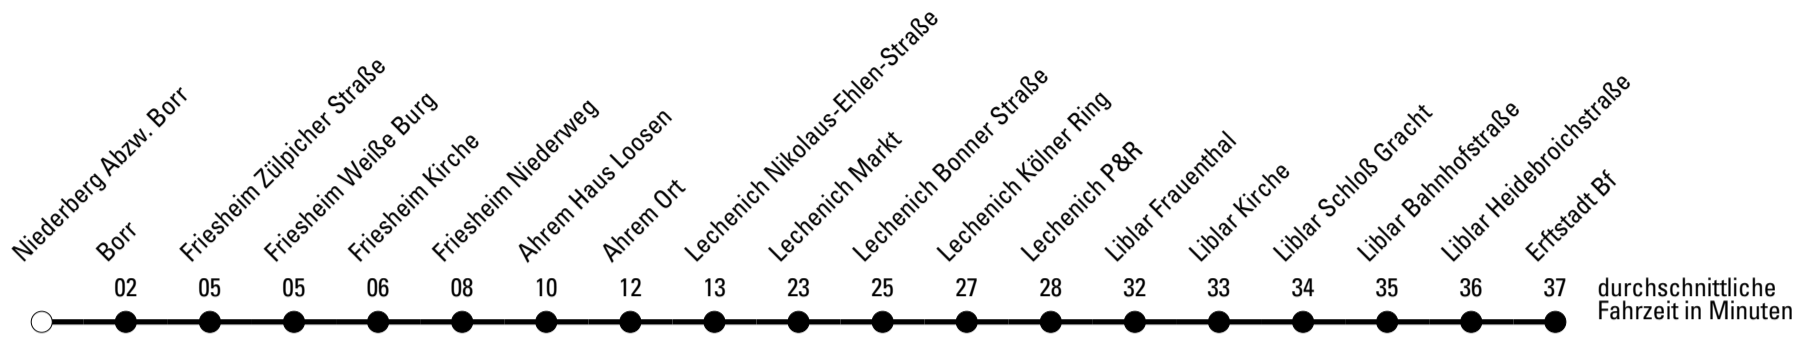 Niederberg Abzw. Borr
Borr
Friesheim Zülpicher Straße
Friesheim Weiße Burg
Friesheim Kirche
Friesheim Niederweg
Ahrem Haus Loosen
Ahrem Ort
Lechenich Nikolaus-Ehlen-Straße
Lechenich Markt
Lechenich Bonner Straße
Lechenich Kölner Ring
Lechenich P&R
Liblar Frauenthal
Liblar Kirche
Liblar Schloß Gracht
Liblar Bahnhofstraße
Liblar Heidebroichstraße
Erftstadt Bf
02 05 05 06 08 10 12 13 23 25 27 28 32 33 34 35 36 37
durchschnittliche
Fahrzeit in Minuten